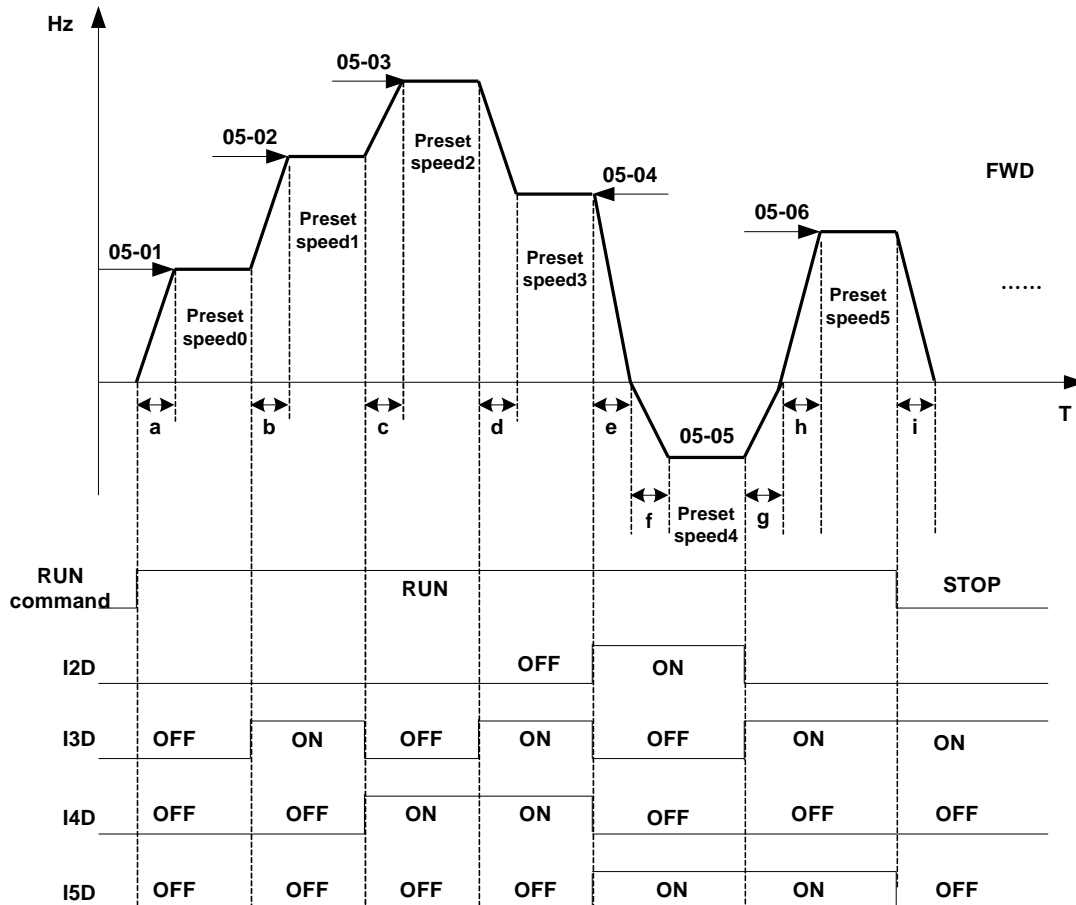 Hz
05-03
Preset
speed2
05-02
05-04
FWD
Preset
speed1
05-06
05-01
Preset
speed3
Preset
speed0
Preset
speed5
......
T
a
b
c
d
e
h
i
05-05
f
Preset
speed4
g
RUN
command
RUN
STOP
I2D
OFF
ON
I3D
OFF
ON
OFF
ON
OFF
ON
ON
I4D
OFF
OFF
ON
ON
OFF
OFF
OFF
I5D
OFF
OFF
OFF
OFF
ON
ON
OFF